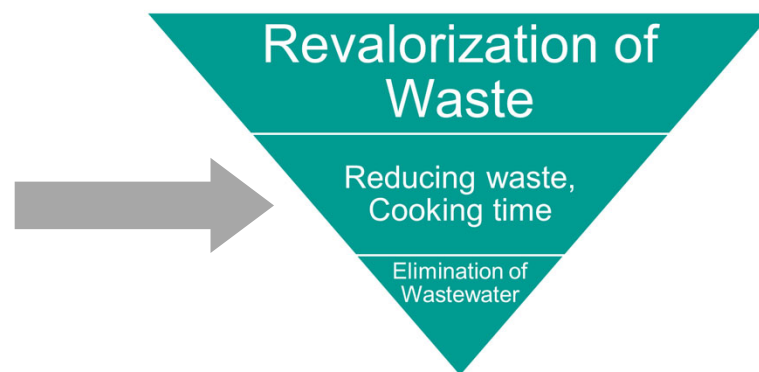 Revalorization of
Waste
Reducing waste,
Cooking time
Elimination of
Wastewater